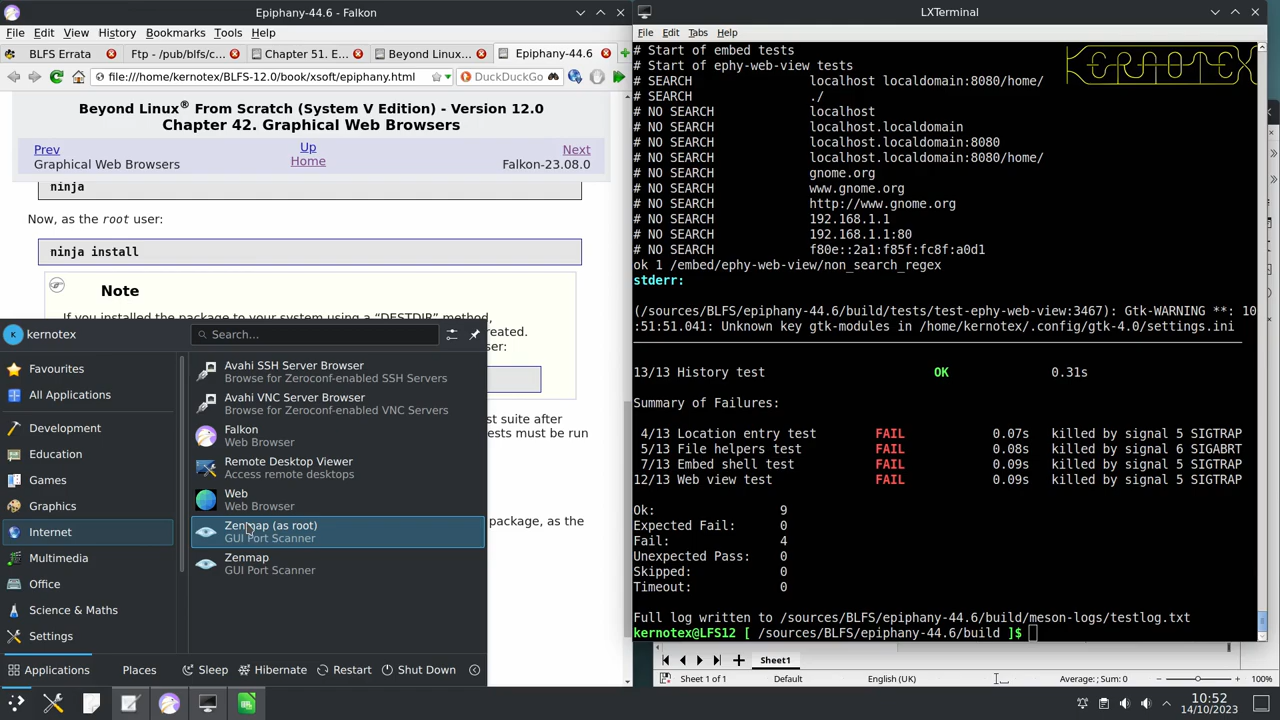 Epiphany-44.6 - Falkon
File Edit View History Bookmarks Tools Help
BLFS Errata
Ftp - /pub/blfs/c...
Chapter 51. E...
Beyond Linux...
Epiphany-44.6
file:///home/kernotex/BLFS-12.0/book/xsoft/epiphany.html
DuckDuckGo
Beyond Linux® From Scratch (System V Edition) - Version 12.0
Chapter 42. Graphical Web Browsers
Prev Up Next
Graphical Web Browsers Home Falkon-23.08.0
ninja
Now, as the root user:
ninja install
Note
If you installed the package to your system using a "DESTDIR" method,
created.
ser:
st suite after
ests must be run
package, as the
kernotex
Search...
Favourites
All Applications
Development
Education
Games
Graphics
Internet
Multimedia
Office
Science & Maths
Settings
Avahi SSH Server Browser
Browse for Zeroconf-enabled SSH Servers
Avahi VNC Server Browser
Browse for Zeroconf-enabled VNC Servers
Falkon
Web Browser
Remote Desktop Viewer
Access remote desktops
Web
Web Browser
Zenmap (as root)
GUI Port Scanner
Zenmap
GUI Port Scanner
Applications Places Sleep Hibernate Restart Shut Down
LXTerminal
File Edit Tabs Help
KERNOTEX
# Start of embed tests
# Start of ephy-web-view tests
# SEARCH localhost localdomain:8080/home/
# SEARCH ./
# NO SEARCH localhost
# NO SEARCH localhost.localdomain
# NO SEARCH localhost.localdomain:8080
# NO SEARCH localhost.localdomain:8080/home/
# NO SEARCH gnome.org
# NO SEARCH www.gnome.org
# NO SEARCH http://www.gnome.org
# NO SEARCH 192.168.1.1
# NO SEARCH 192.168.1.1:80
# NO SEARCH f80e::2a1:f85f:fc8f:a0d1
ok 1 /embed/ephy-web-view/non_search_regex
stderr:
(/sources/BLFS/epiphany-44.6/build/tests/test-ephy-web-view:3467): Gtk-WARNING **: 10
:51:51.041: Unknown key gtk-modules in /home/kernotex/.config/gtk-4.0/settings.ini
13/13 History test OK 0.31s
Summary of Failures:
4/13 Location entry test FAIL 0.07s killed by signal 5 SIGTRAP
5/13 File helpers test FAIL 0.08s killed by signal 6 SIGABRT
7/13 Embed shell test FAIL 0.09s killed by signal 5 SIGTRAP
12/13 Web view test FAIL 0.09s killed by signal 5 SIGTRAP
Ok: 9
Expected Fail: 0
Fail: 4
Unexpected Pass: 0
Skipped: 0
Timeout: 0
Full log written to /sources/BLFS/epiphany-44.6/build/meson-logs/testlog.txt
kernotex@LFS12 [ /sources/BLFS/epiphany-44.6/build ]$
Sheet1
Sheet 1 of 1 Default English (UK) Average: ; Sum: 0 100%
10:52
14/10/2023